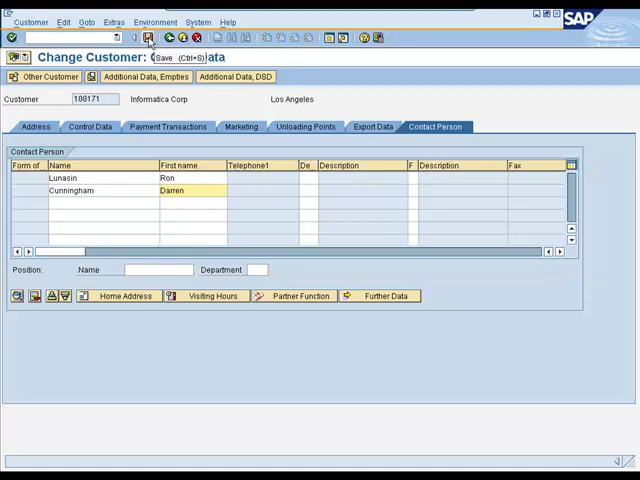 Customer Edit Goto Extras Environment System Help
SAP
Save (Ctrl+S)
Change Customer: ata
Other Customer Additional Data, Empties Additional Data, DSD
Customer 100171 Informatica Corp Los Angeles
Address Control Data Payment Transactions Marketing Unloading Points Export Data Contact Person
Contact Person
Form of Name First name Telephone1 De... Description F Description Fax
Lunasin Ron
Cunningham Darren
Position: Name Department
Home Address Visiting Hours Partner Function Further Data